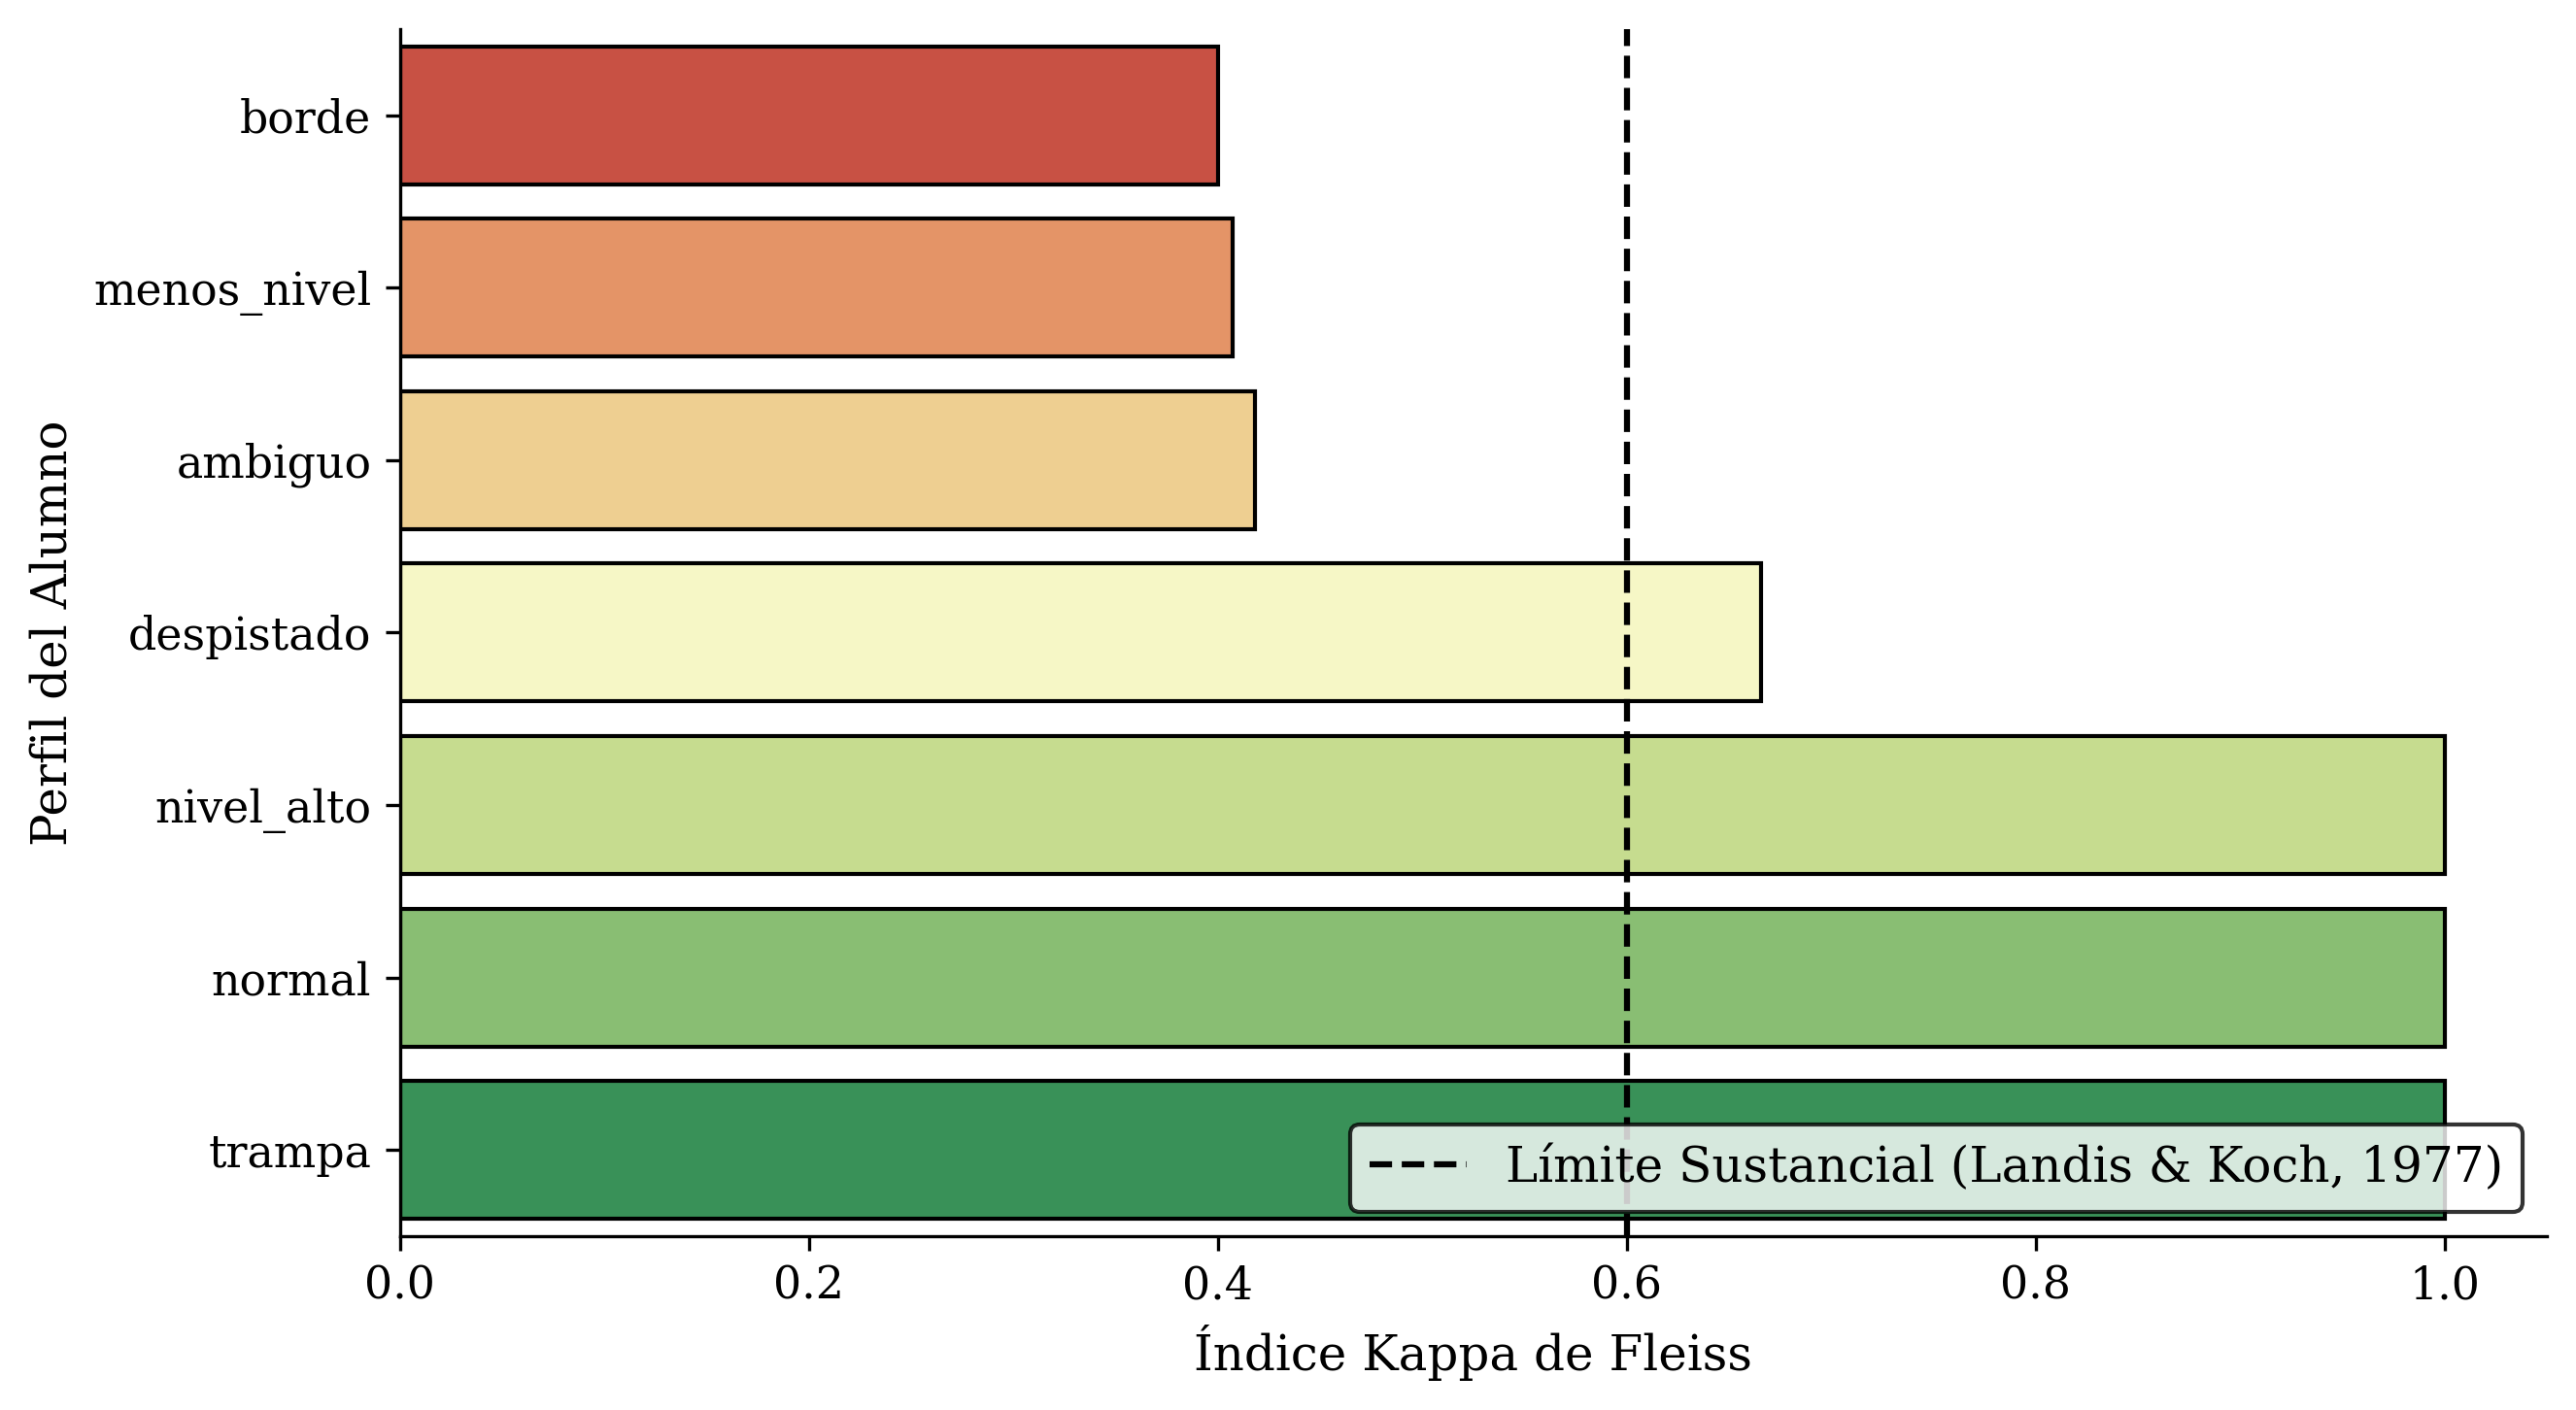 borde
menos_nivel
ambiguo
despistado
nivel_alto
normal
trampa
Perfil del Alumno
Límite Sustancial (Landis & Koch, 1977)
0.0 0.2 0.4 0.6 0.8 1.0
Índice Kappa de Fleiss